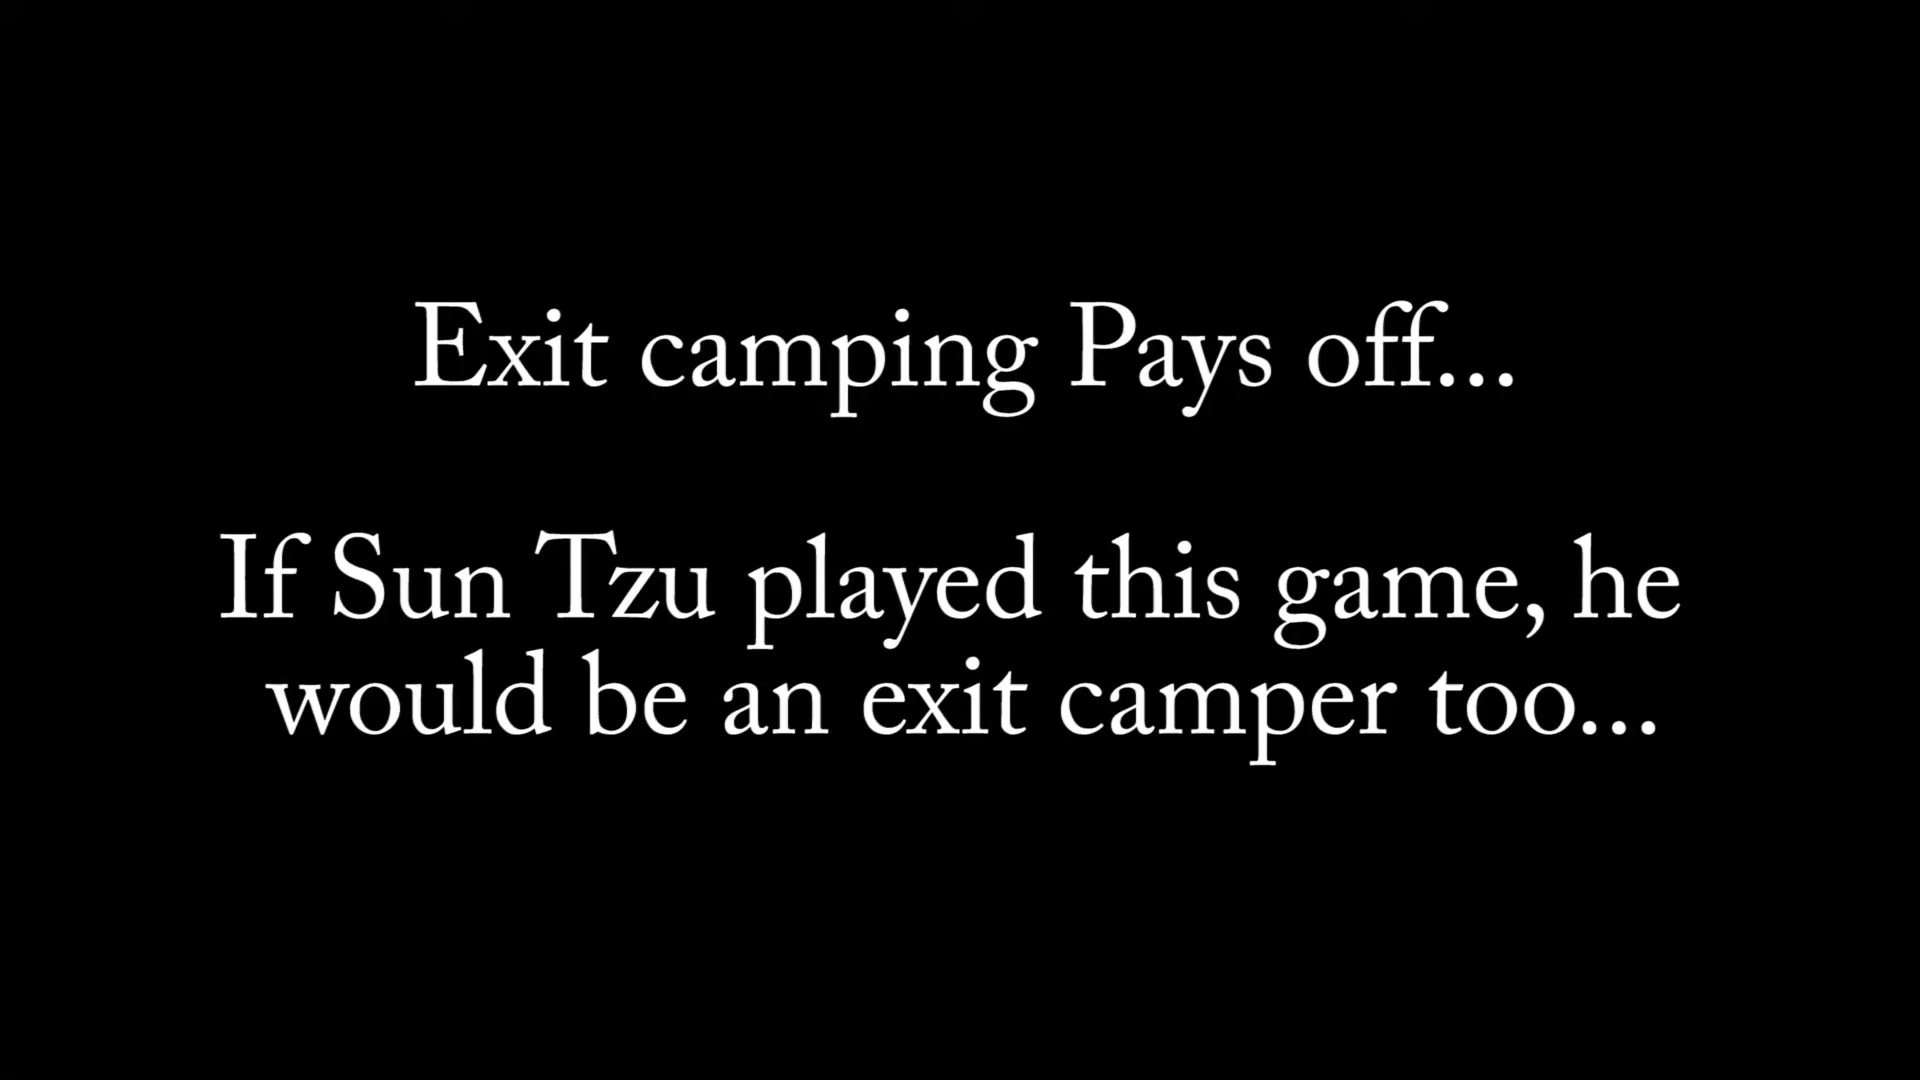 Exit camping Pays off...
If Sun Tzu played this game, he
would be an exit camper too...